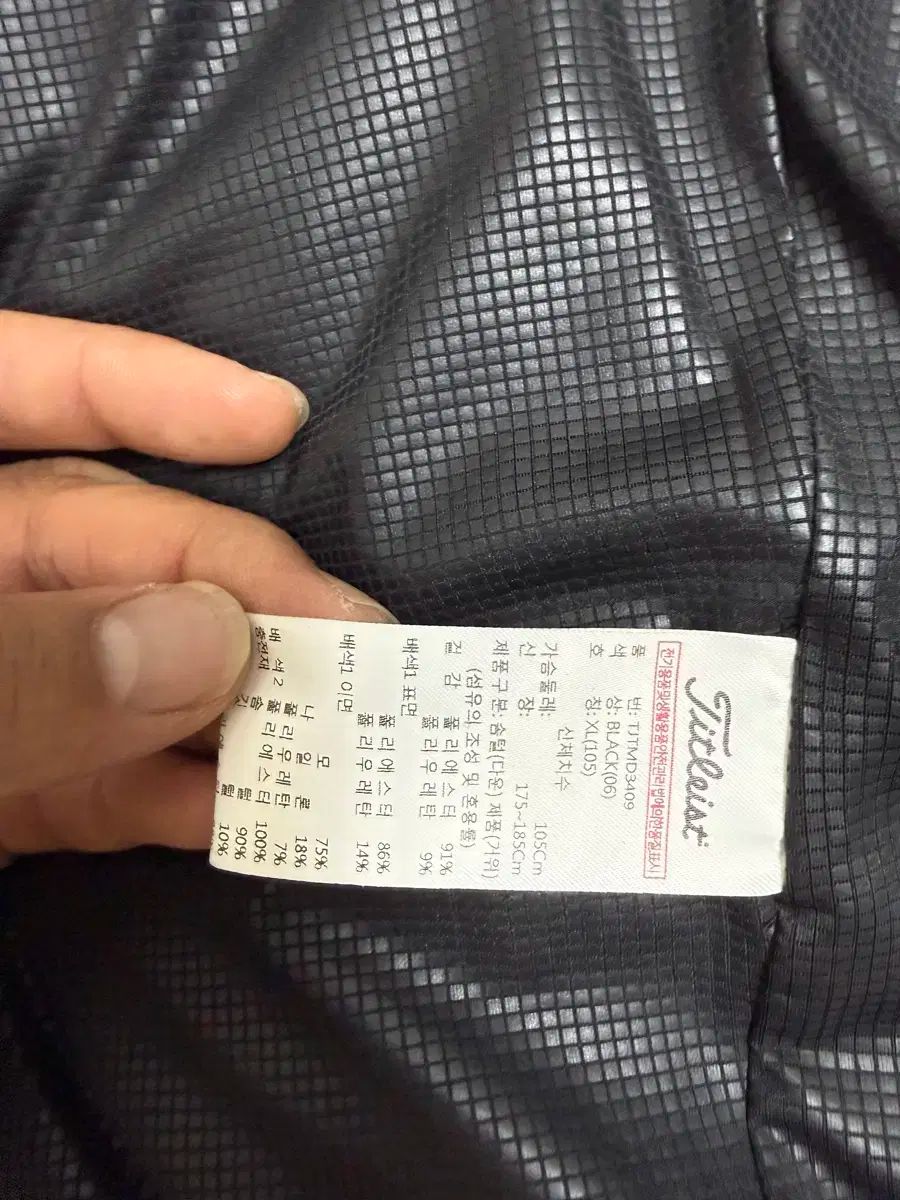 Titleist
전기용품및생활용품안전관리법에의한품질표시
품 번: TJTMD3409
색 상: BLACK(06)
호 칭: XL(105)
신체치수
가슴둘레: 105Cm
신 장: 175~185Cm
제품구분:솜털(다운) 제품(거위)
(섬유의 조성 및 혼용률)
겉 감 폴리에스터 91%
폴리우레탄 9%
배색1 표면 폴리에스터 86%
폴리우레탄 14%
배색1 이면 모 75%
나일론 18%
폴리우레탄 7%
배색2 폴리에스터 100%
충전재 솜털 90%
10%